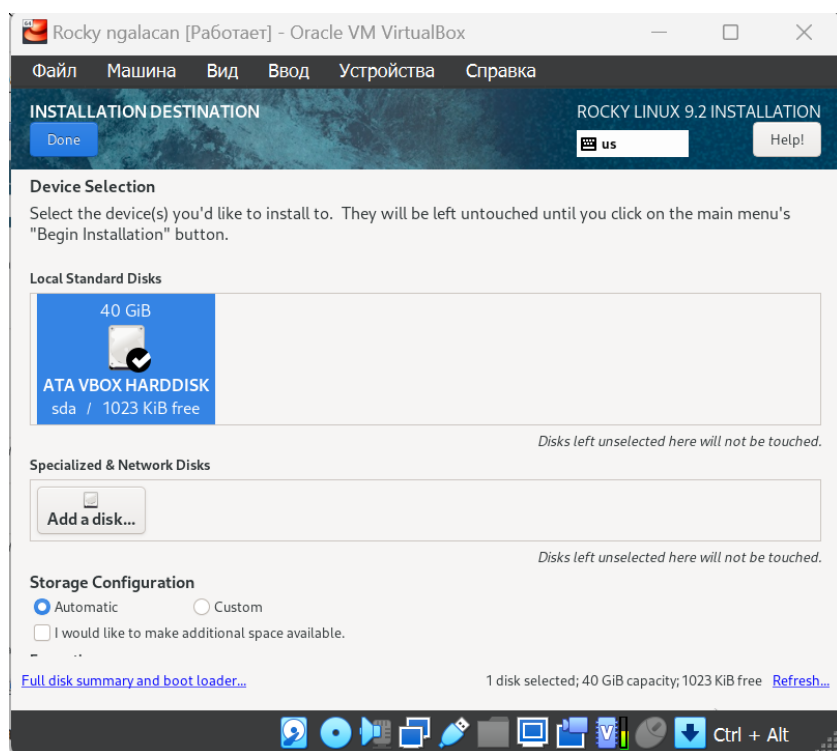 Rocky ngalacan [Работает] - Oracle VM VirtualBox
Файл Машина Вид Ввод Устройства Справка
INSTALLATION DESTINATION
ROCKY LINUX 9.2 INSTALLATION
Done
us
Help!
Device Selection
Select the device(s) you'd like to install to. They will be left untouched until you click on the main menu's
"Begin Installation" button.
Local Standard Disks
40 GiB
ATA VBOX HARDDISK
sda / 1023 KiB free
Disks left unselected here will not be touched.
Specialized & Network Disks
Add a disk...
Disks left unselected here will not be touched.
Storage Configuration
Automatic Custom
I would like to make additional space available.
Full disk summary and boot loader...
1 disk selected; 40 GiB capacity; 1023 KiB free Refresh...
Ctrl + Alt